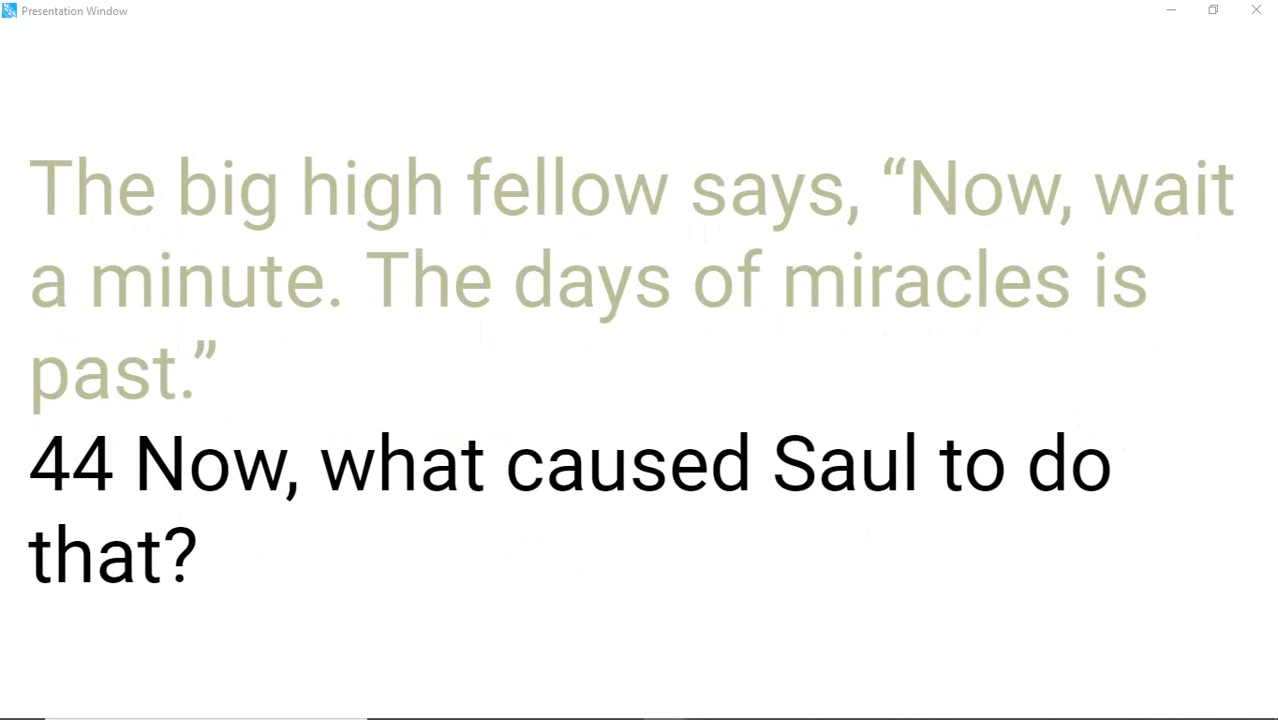 Presentation Window
The big high fellow says, “Now, wait
a minute. The days of miracles is
past.”
44 Now, what caused Saul to do
that?